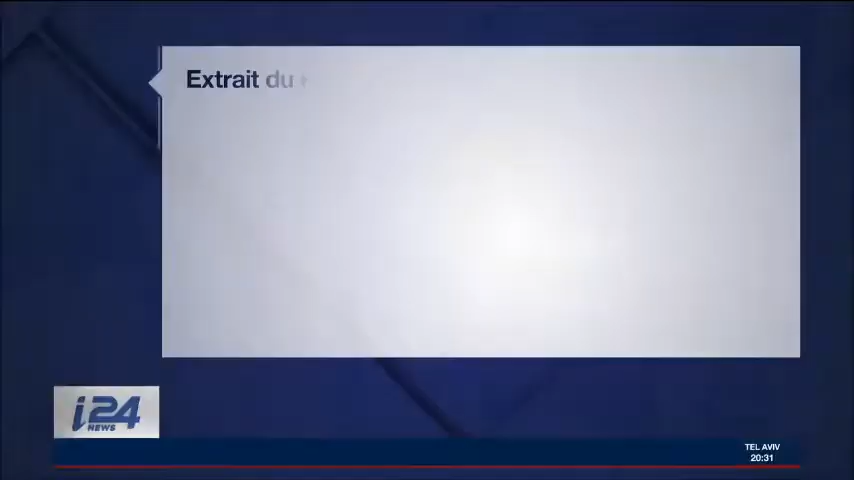 Extrait du
i24
NEWS
TEL AVIV
20:31